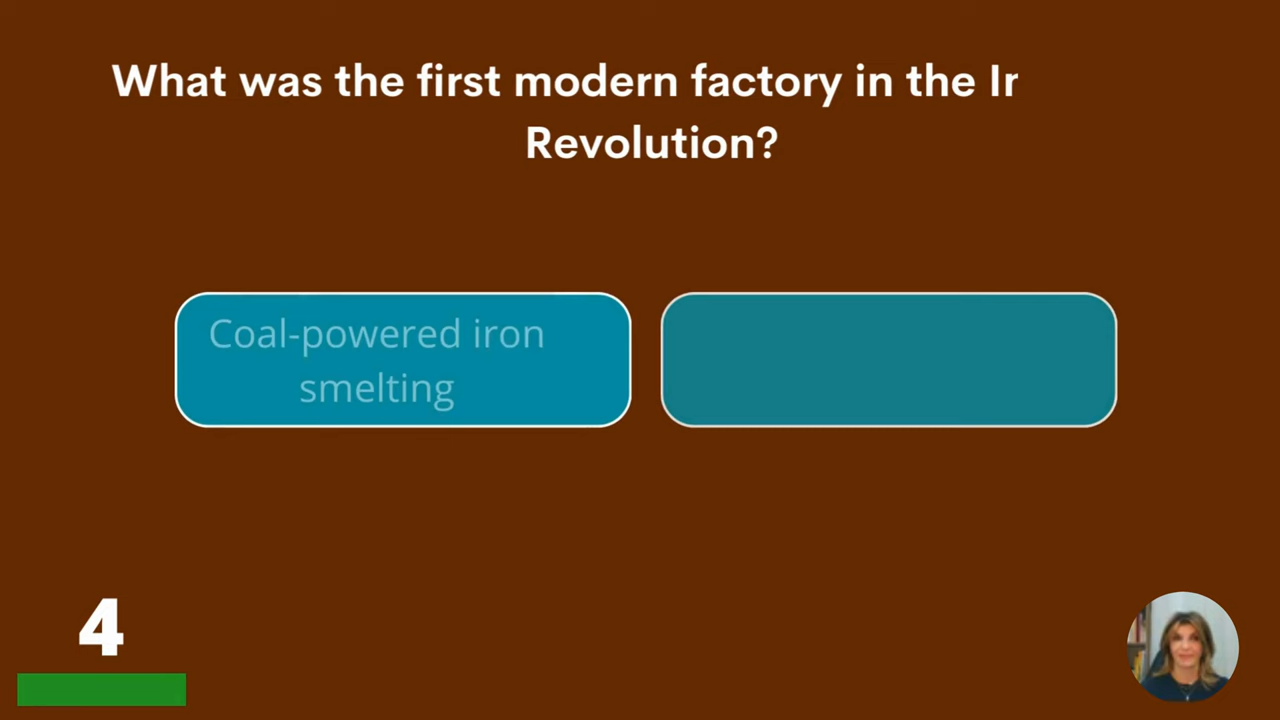 What was the first modern factory in the Ir
Revolution?
Coal-powered iron
smelting
4